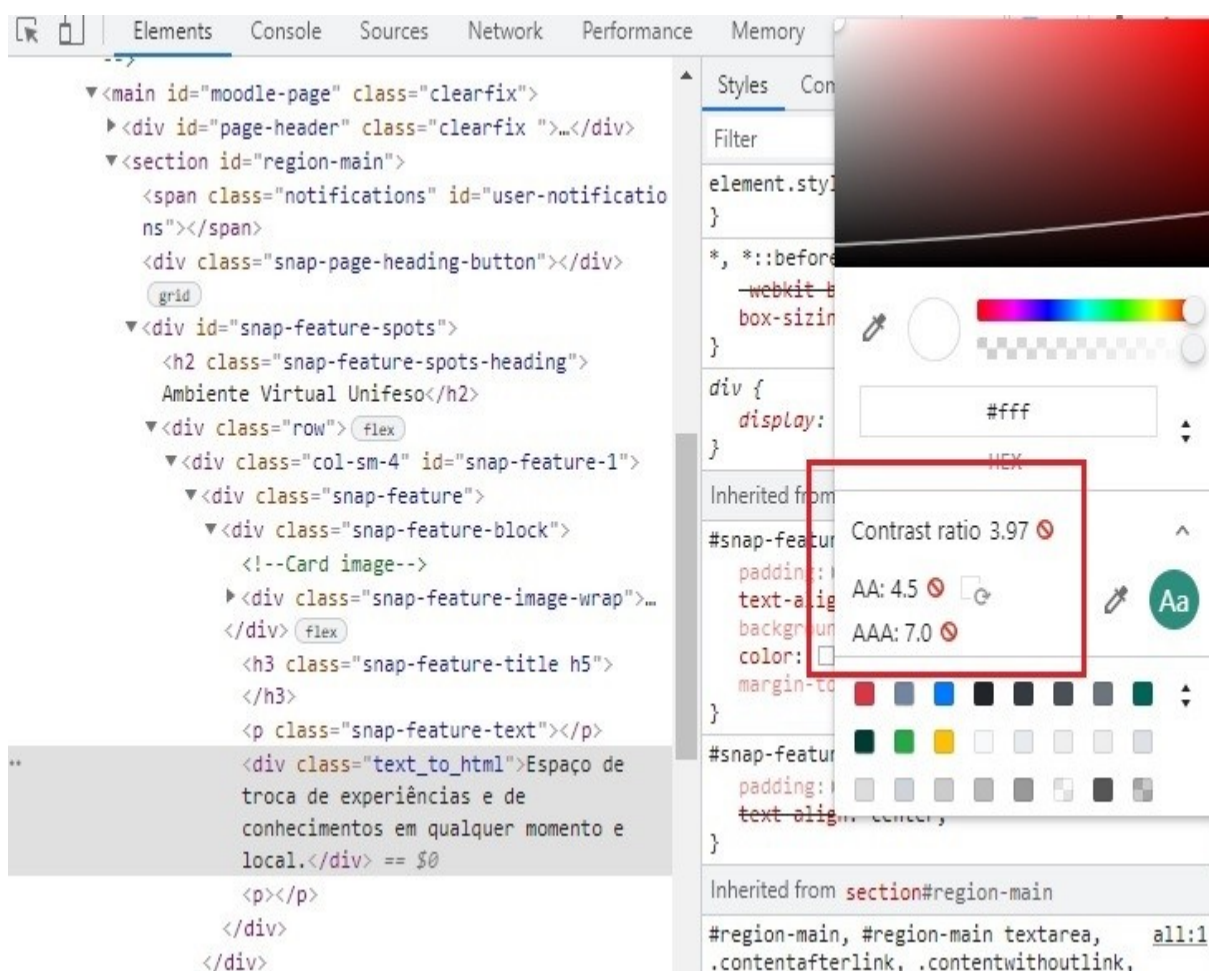 Elements Console Sources Network Performance Memory
-->
▼<main id="moodle-page" class="clearfix">
▶<div id="page-header" class="clearfix ">…</div>
▼<section id="region-main">
<span class="notifications" id="user-notificatio
ns"></span>
<div class="snap-page-heading-button"></div>
grid
▼<div id="snap-feature-spots">
<h2 class="snap-feature-spots-heading">
Ambiente Virtual Unifeso</h2>
▼<div class="row"> flex
▼<div class="col-sm-4" id="snap-feature-1">
▼<div class="snap-feature">
▼<div class="snap-feature-block">
<!--Card image-->
▶<div class="snap-feature-image-wrap">…
</div> flex
<h3 class="snap-feature-title h5">
</h3>
<p class="snap-feature-text"></p>
<div class="text_to_html">Espaço de
troca de experiências e de
conhecimentos em qualquer momento e
local.</div> == $0
<p></p>
</div>
</div>
Styles Con
Filter
element.styl
}
*, *::before
-webkit-b
box-sizin
}
div {
display:
}
Inherited from
#snap-featur
padding:
text-alig
backgroun
color:
margin-to
}
#snap-featur
padding:
text-align: center;
}
Inherited from section#region-main
#region-main, #region-main textarea, all:1
.contentafterlink, .contentwithoutlink,
#fff
HEX
Contrast ratio 3.97
AA: 4.5
AAA: 7.0
Aa